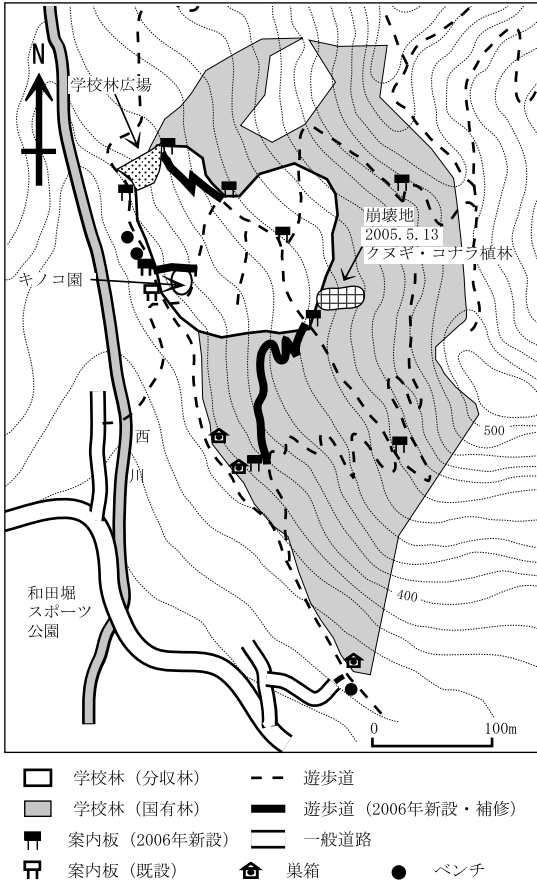 N
学校林広場
崩壊地
2005.5.13
クヌギ・コナラ植林
キノコ園
500
西
川
400
和田堀
スポーツ
公園
0 100m
学校林（分収林）
遊歩道
学校林（国有林）
遊歩道（2006年新設・補修）
案内板（2006年新設）
一般道路
案内板（既設）
巣箱
ベンチ